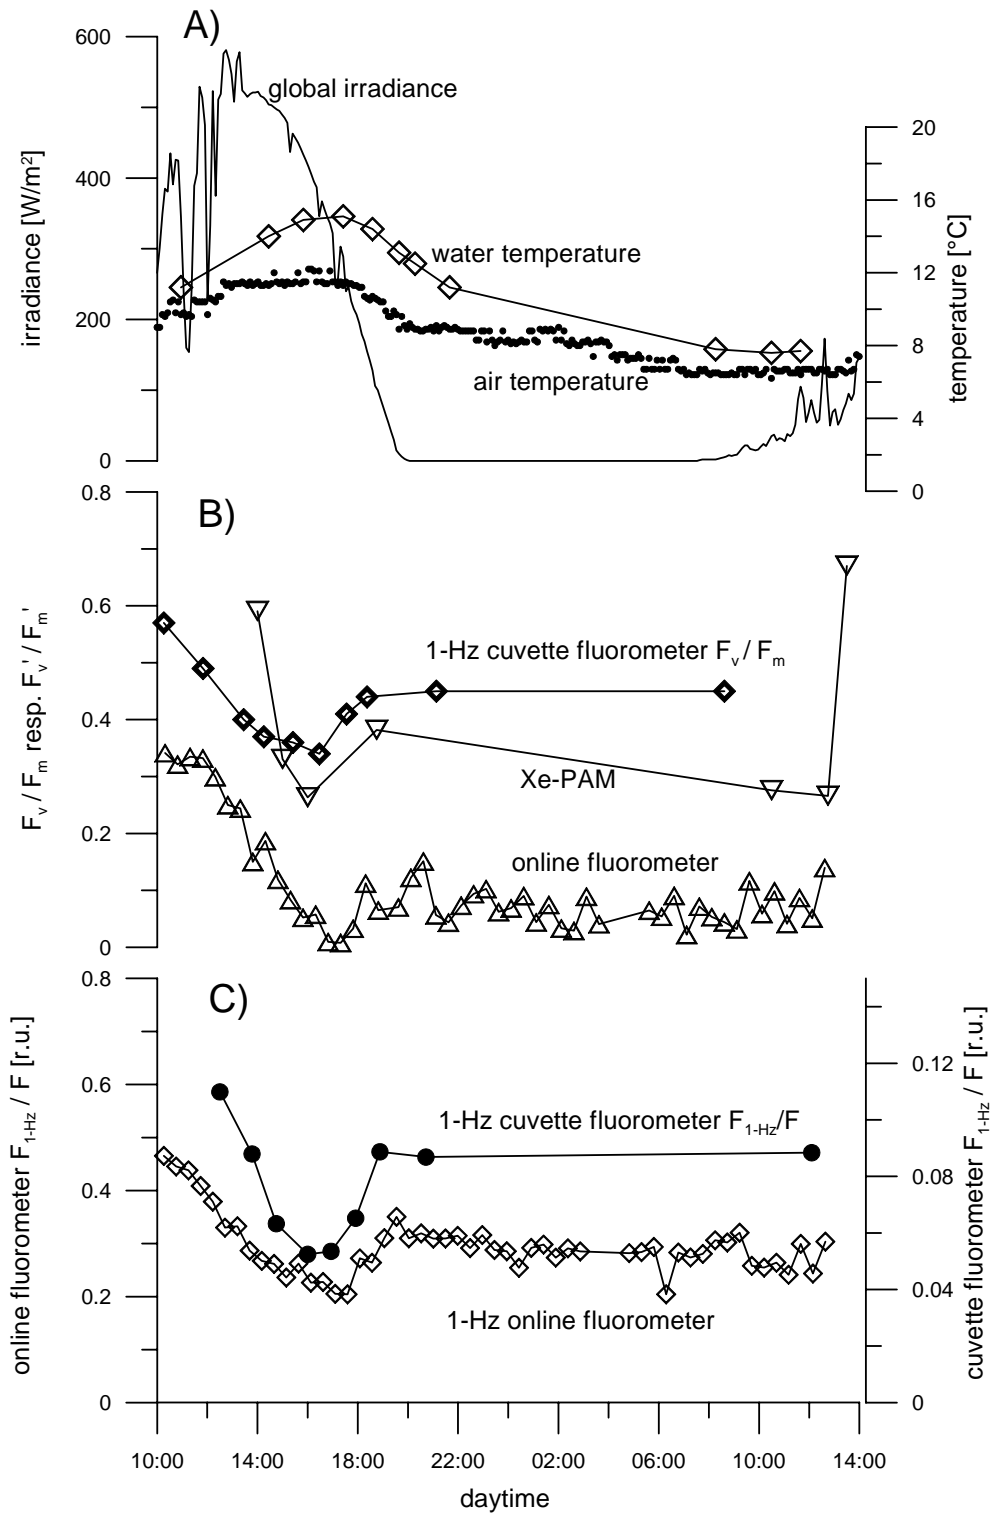 A)
600
400
200
0
irradiance [W/m²]
global irradiance
water temperature
air temperature
20
16
12
8
4
0
temperature [°C]
B)
0.8
0.6
0.4
0.2
0
Fv / Fm resp. Fv' / Fm'
1-Hz cuvette fluorometer Fv / Fm
Xe-PAM
online fluorometer
C)
0.8
0.6
0.4
0.2
0
online fluorometer F1-Hz / F [r.u.]
1-Hz cuvette fluorometer F1-Hz/F
1-Hz online fluorometer
0.12
0.08
0.04
0
cuvette fluorometer F1-Hz / F [r.u.]
10:00 14:00 18:00 22:00 02:00 06:00 10:00 14:00
daytime